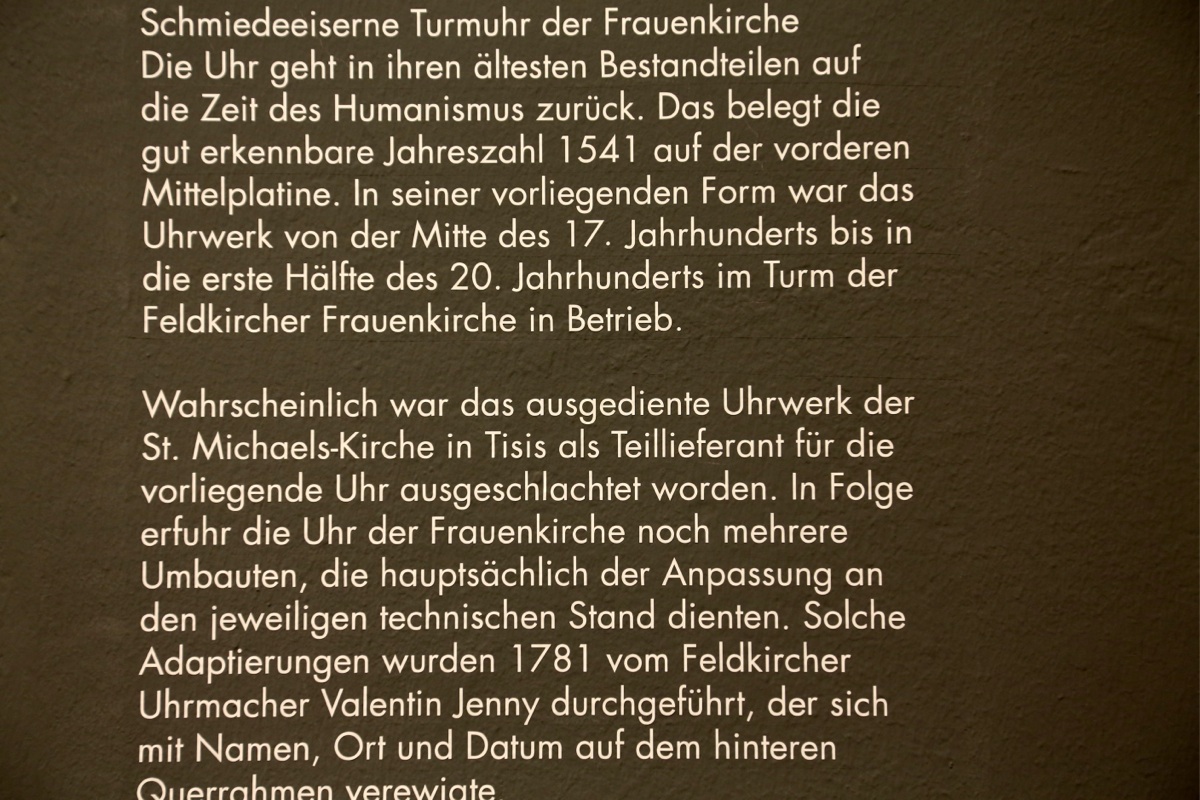 Schmiedeeiserne Turmuhr der Frauenkirche
Die Uhr geht in ihren ältesten Bestandteilen auf
die Zeit des Humanismus zurück. Das belegt die
gut erkennbare Jahreszahl 1541 auf der vorderen
Mittelplatine. In seiner vorliegenden Form war das
Uhrwerk von der Mitte des 17. Jahrhunderts bis in
die erste Hälfte des 20. Jahrhunderts im Turm der
Feldkircher Frauenkirche in Betrieb.
Wahrscheinlich war das ausgediente Uhrwerk der
St. Michaels-Kirche in Tisis als Teillieferant für die
vorliegende Uhr ausgeschlachtet worden. In Folge
erfuhr die Uhr der Frauenkirche noch mehrere
Umbauten, die hauptsächlich der Anpassung an
den jeweiligen technischen Stand dienten. Solche
Adaptierungen wurden 1781 vom Feldkircher
Uhrmacher Valentin Jenny durchgeführt, der sich
mit Namen, Ort und Datum auf dem hinteren
Querrahmen verewigte.